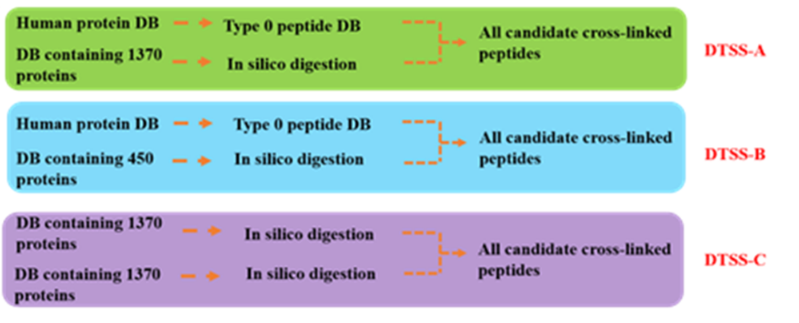 Human protein DB
Type 0 peptide DB
DB containing 1370
proteins
In silico digestion
All candidate cross-linked
peptides
DTSS-A
Human protein DB
Type 0 peptide DB
DB containing 450
proteins
In silico digestion
All candidate cross-linked
peptides
DTSS-B
DB containing 1370
proteins
In silico digestion
DB containing 1370
proteins
In silico digestion
All candidate cross-linked
peptides
DTSS-C